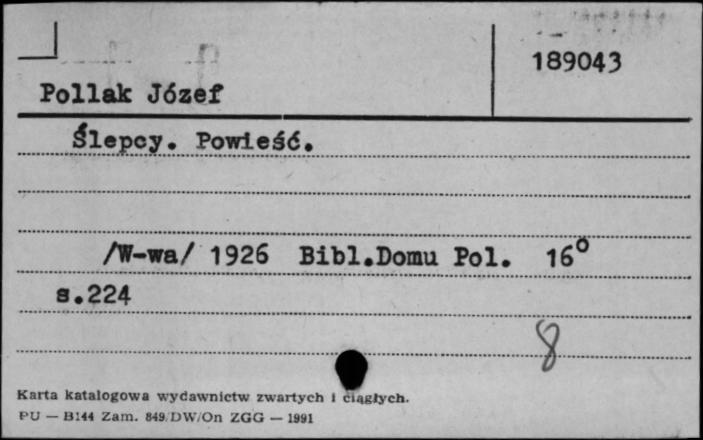 189043
Pollak Józef
Ślepcy. Powieść.
/W-wa/ 1926 Bibl.Domu Pol. 16°
s.224
8
Karta katalogowa wydawnictw zwartych i ciągłych.
PU — B144 Zam. 849/DW/On ZGG — 1991